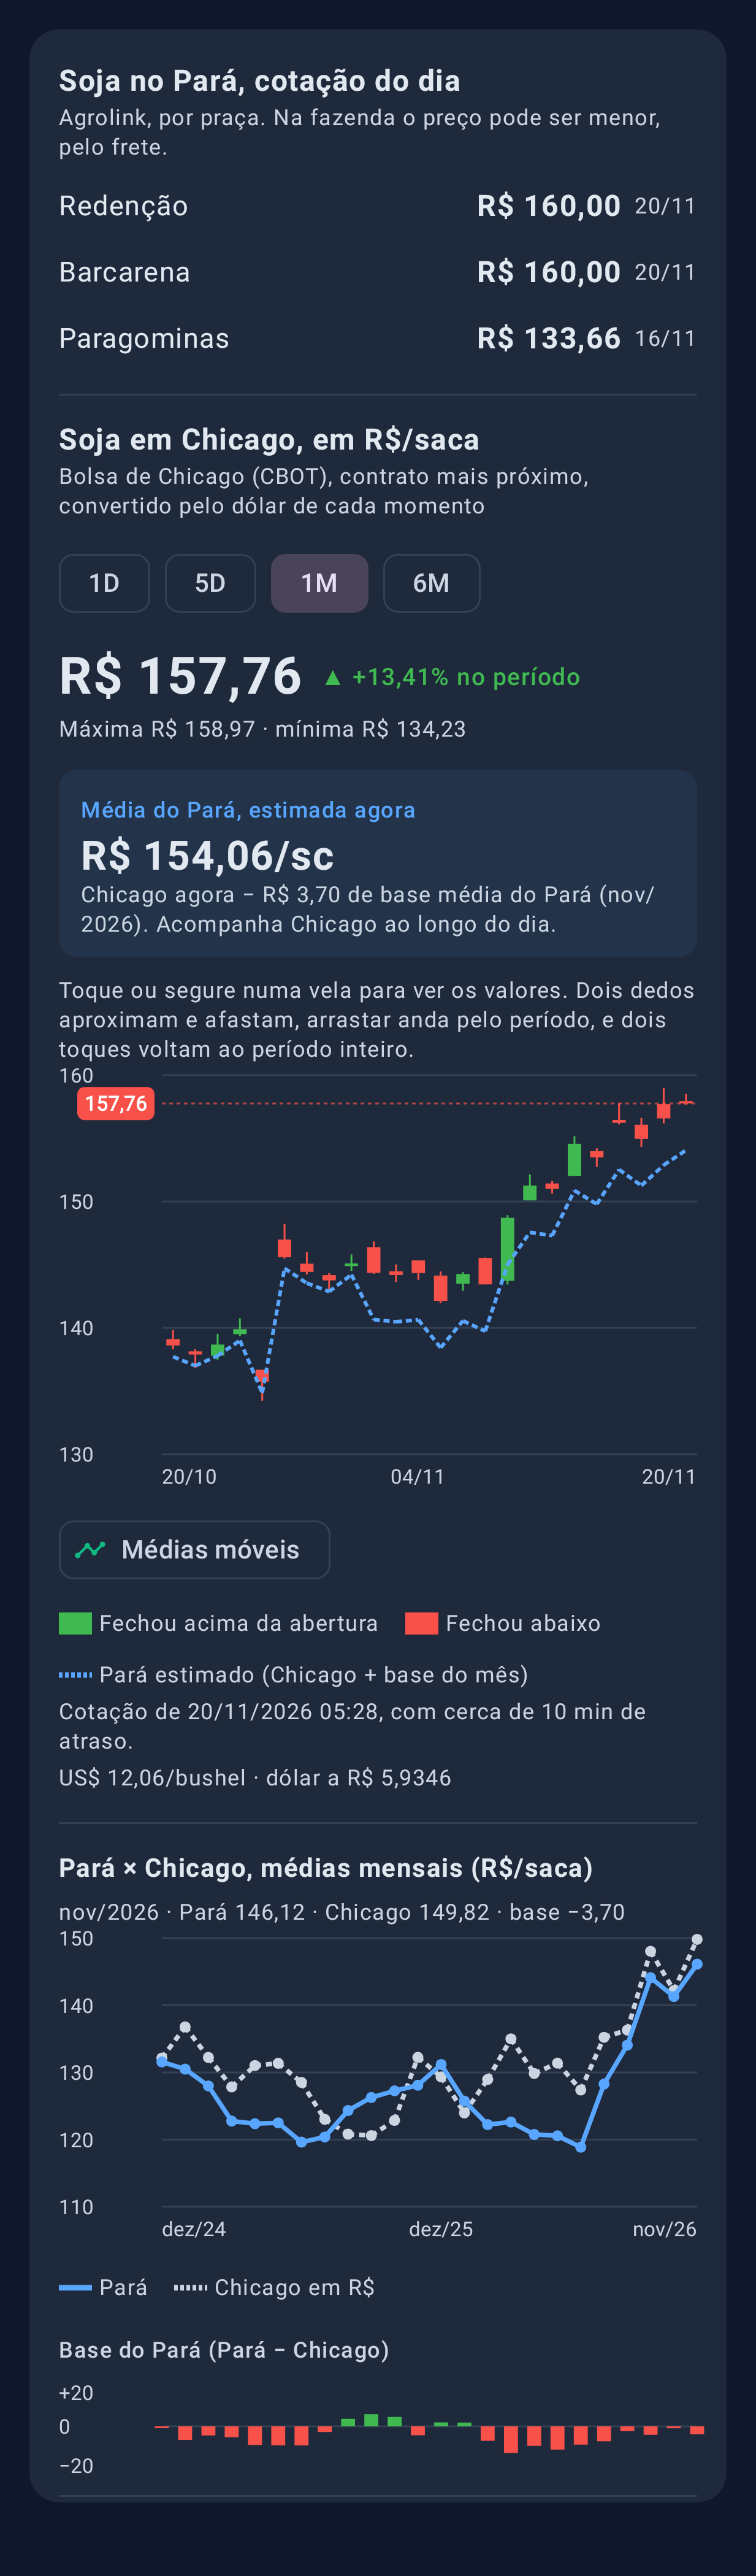 Soja no Pará, cotação do dia
Agrolink, por praça. Na fazenda o preço pode ser menor,
pelo frete.
Redenção R$ 160,00 20/11
Barcarena R$ 160,00 20/11
Paragominas R$ 133,66 16/11
Soja em Chicago, em R$/saca
Bolsa de Chicago (CBOT), contrato mais próximo,
convertido pelo dólar de cada momento
1D 5D 1M 6M
R$ 157,76 ▲ +13,41% no período
Máxima R$ 158,97 · mínima R$ 134,23
Média do Pará, estimada agora
R$ 154,06/sc
Chicago agora − R$ 3,70 de base média do Pará (nov/
2026). Acompanha Chicago ao longo do dia.
Toque ou segure numa vela para ver os valores. Dois dedos
aproximam e afastam, arrastar anda pelo período, e dois
toques voltam ao período inteiro.
160
157,76
150
140
130
20/10 04/11 20/11
Médias móveis
Fechou acima da abertura Fechou abaixo
Pará estimado (Chicago + base do mês)
Cotação de 20/11/2026 05:28, com cerca de 10 min de
atraso.
US$ 12,06/bushel · dólar a R$ 5,9346
Pará × Chicago, médias mensais (R$/saca)
nov/2026 · Pará 146,12 · Chicago 149,82 · base −3,70
150
140
130
120
110
dez/24 dez/25 nov/26
Pará Chicago em R$
Base do Pará (Pará − Chicago)
+20
0
−20